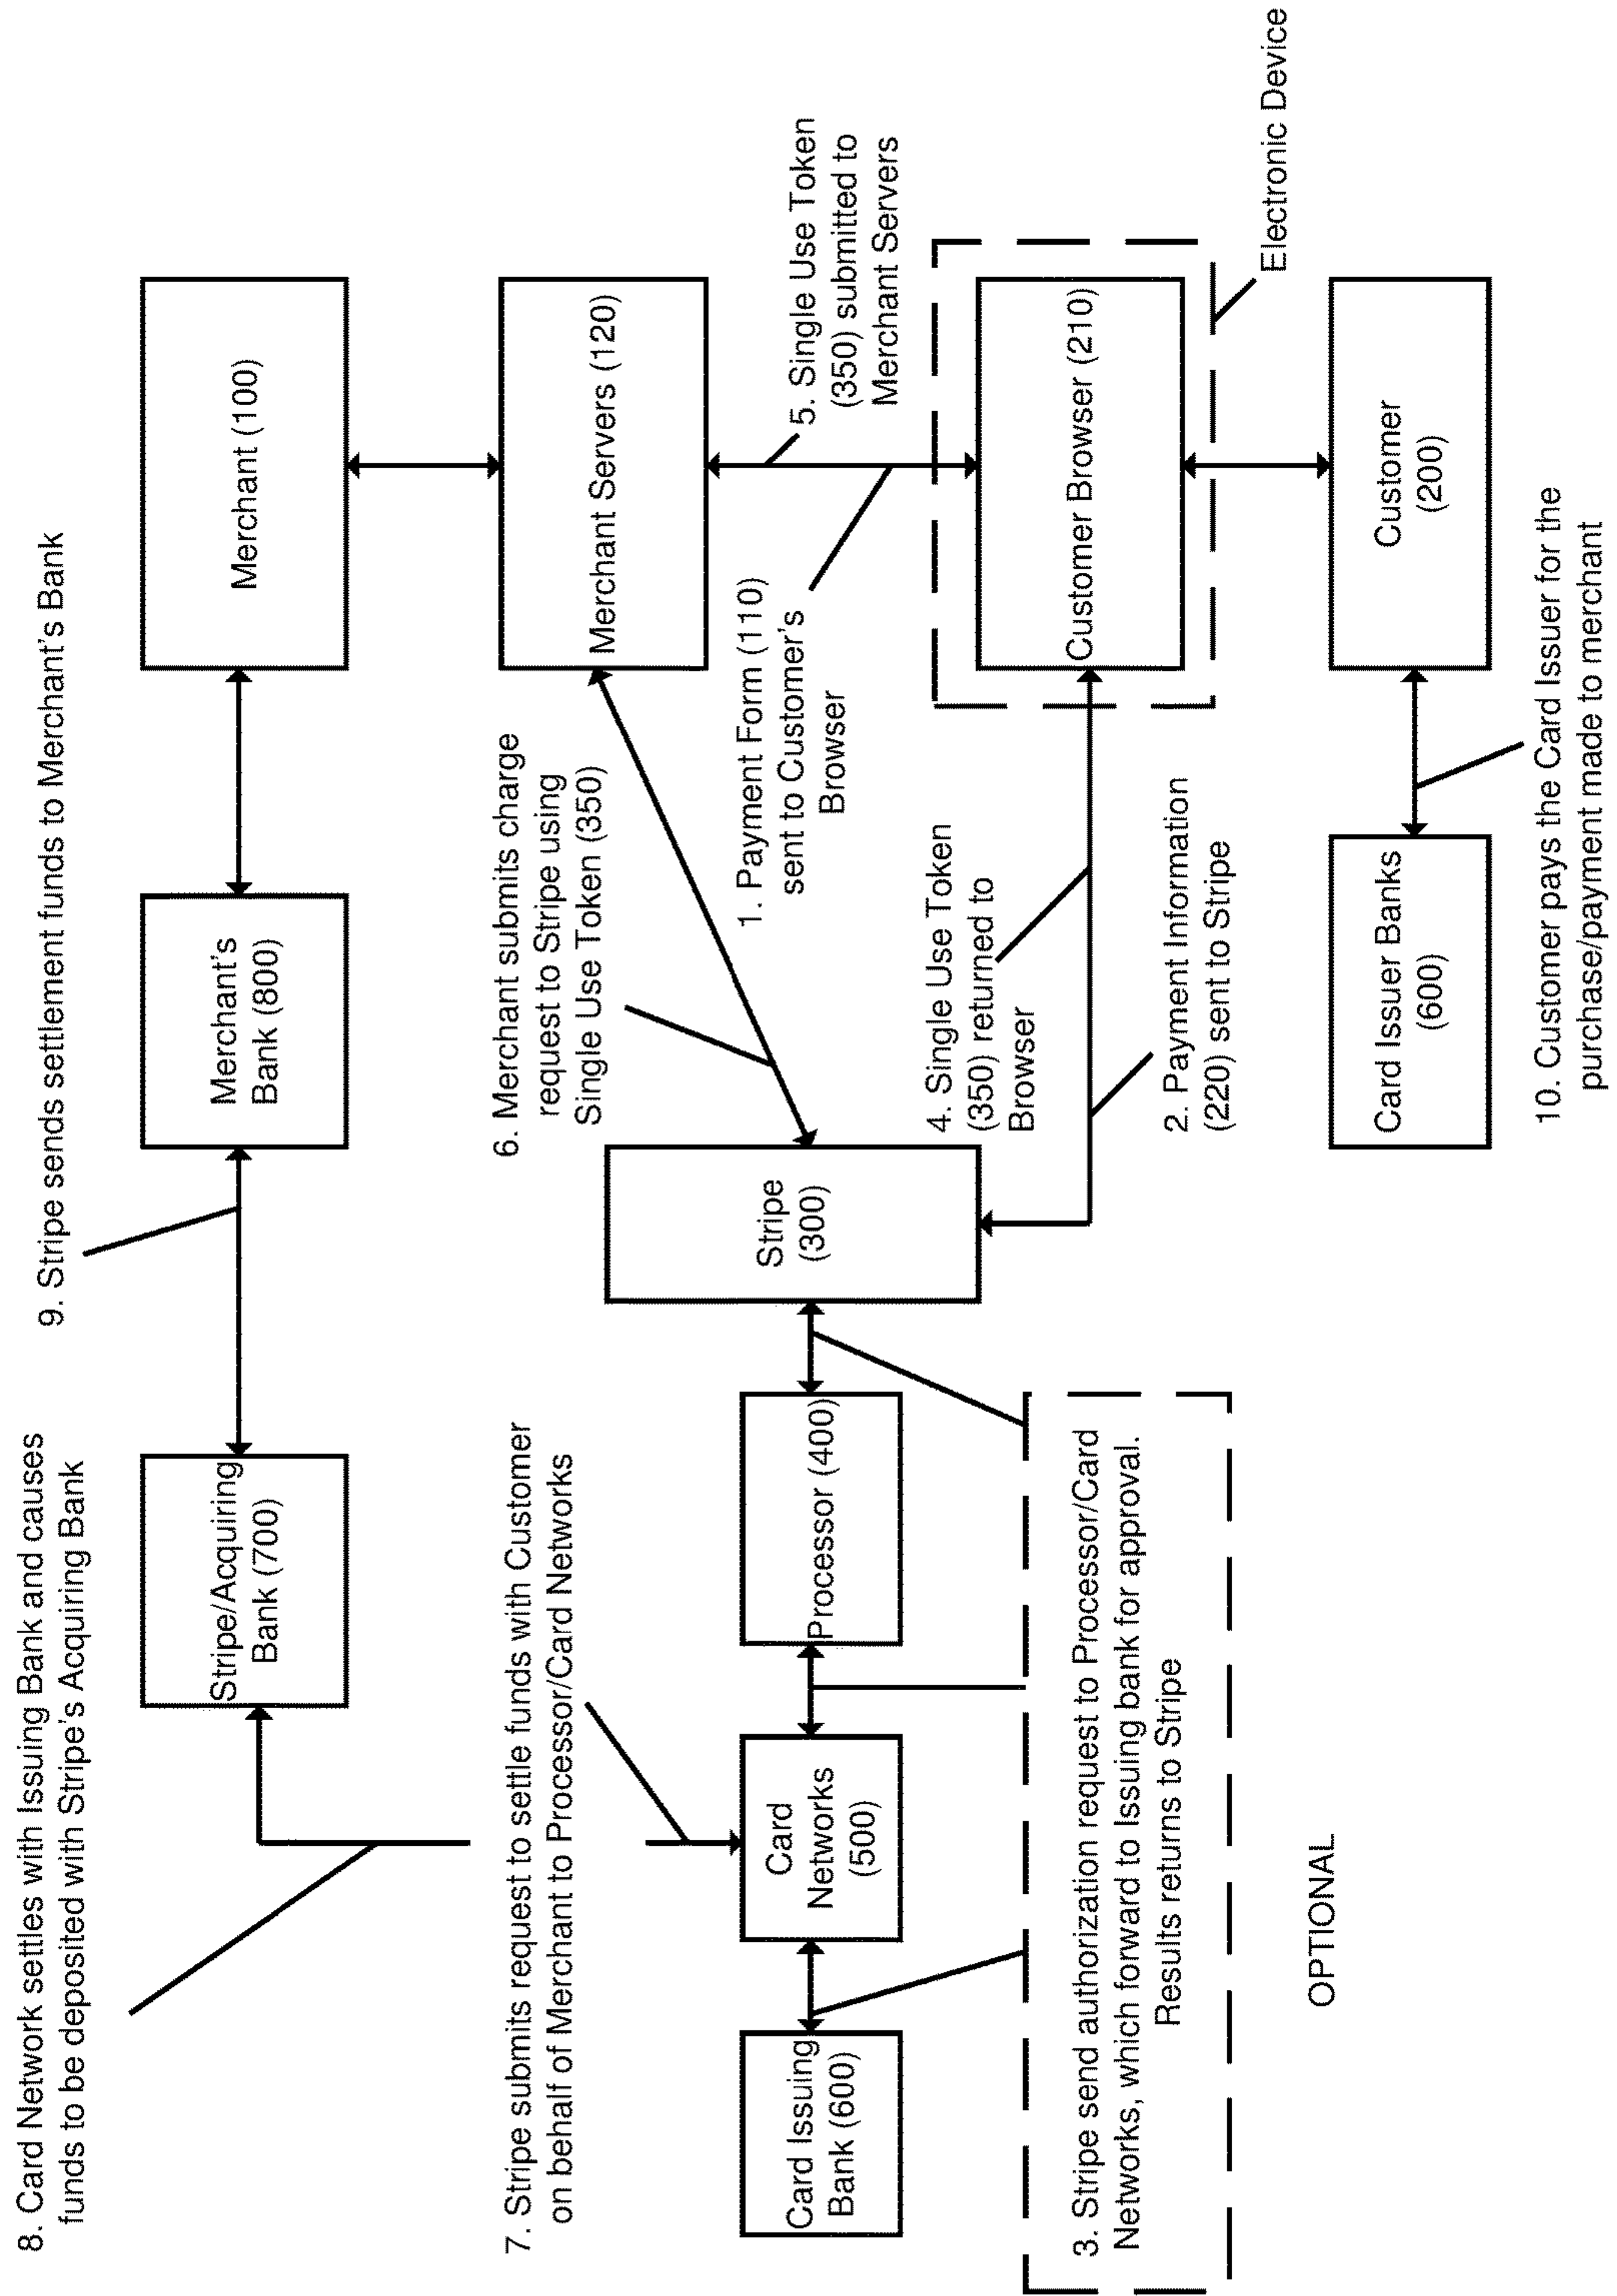 8. Card Network settles with Issuing Bank and causes
funds to be deposited with Stripe's Acquiring Bank
9. Stripe sends settlement funds to Merchant's Bank
Stripe/Acquiring
Bank (700)
Merchant's
Bank (800)
Merchant (100)
7. Stripe submits request to settle funds with Customer
on behalf of Merchant to Processor/Card Networks
6. Merchant submits charge
request to Stripe using
Single Use Token (350)
Merchant Servers (120)
1. Payment Form (110)
sent to Customer's
Browser
5. Single Use Token
(350) submitted to
Merchant Servers
Card Issuing
Bank (600)
Card
Networks
(500)
Processor (400)
Stripe
(300)
4. Single Use Token
(350) returned to
Browser
Customer Browser (210)
Electronic Device
3. Stripe send authorization request to Processor/Card
Networks, which forward to Issuing bank for approval.
Results returns to Stripe
2. Payment Information
(220) sent to Stripe
OPTIONAL
Card Issuer Banks
(600)
Customer
(200)
10. Customer pays the Card Issuer for the
purchase/payment made to merchant